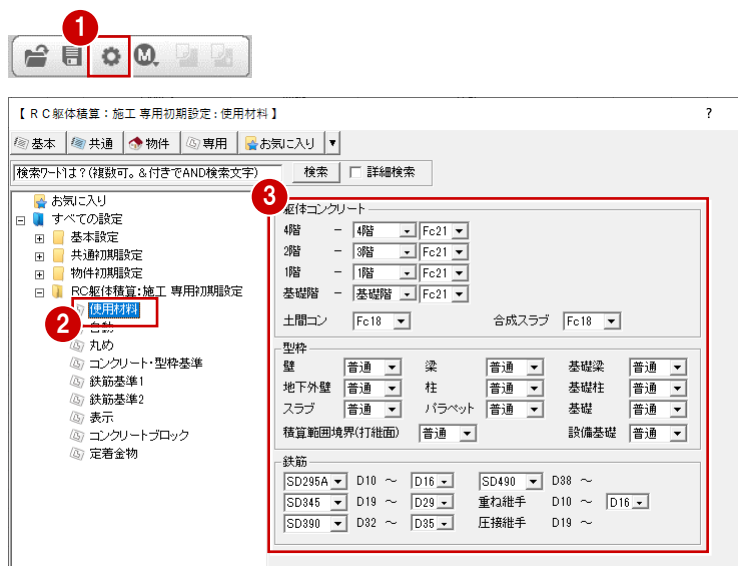 1
M
【ＲＣ躯体積算：施工 専用初期設定 : 使用材料】 ?
基本 共通 物件 専用 お気に入り ▼
検索ワードは？(複数可。＆付きでAND検索文字) 検索 詳細検索
お気に入り
すべての設定
基本設定
共通初期設定
物件初期設定
RC躯体積算:施工 専用初期設定
使用材料
2
自動
丸め
コンクリート・型枠基準
鉄筋基準1
鉄筋基準2
表示
コンクリートブロック
定着金物
3
躯体コンクリート
4階 － 4階 Fc21
2階 － 3階 Fc21
1階 － 1階 Fc21
基礎階 － 基礎階 Fc21
土間コン Fc18 合成スラブ Fc18
型枠
壁 普通 梁 普通 基礎梁 普通
地下外壁 普通 柱 普通 基礎柱 普通
スラブ 普通 パラペット 普通 基礎 普通
積算範囲境界(打継面) 普通 設備基礎 普通
鉄筋
SD295A D10 ～ D16 SD490 D38 ～
SD345 D19 ～ D29 重ね継手 D10 ～ D16
SD390 D32 ～ D35 圧接継手 D19 ～